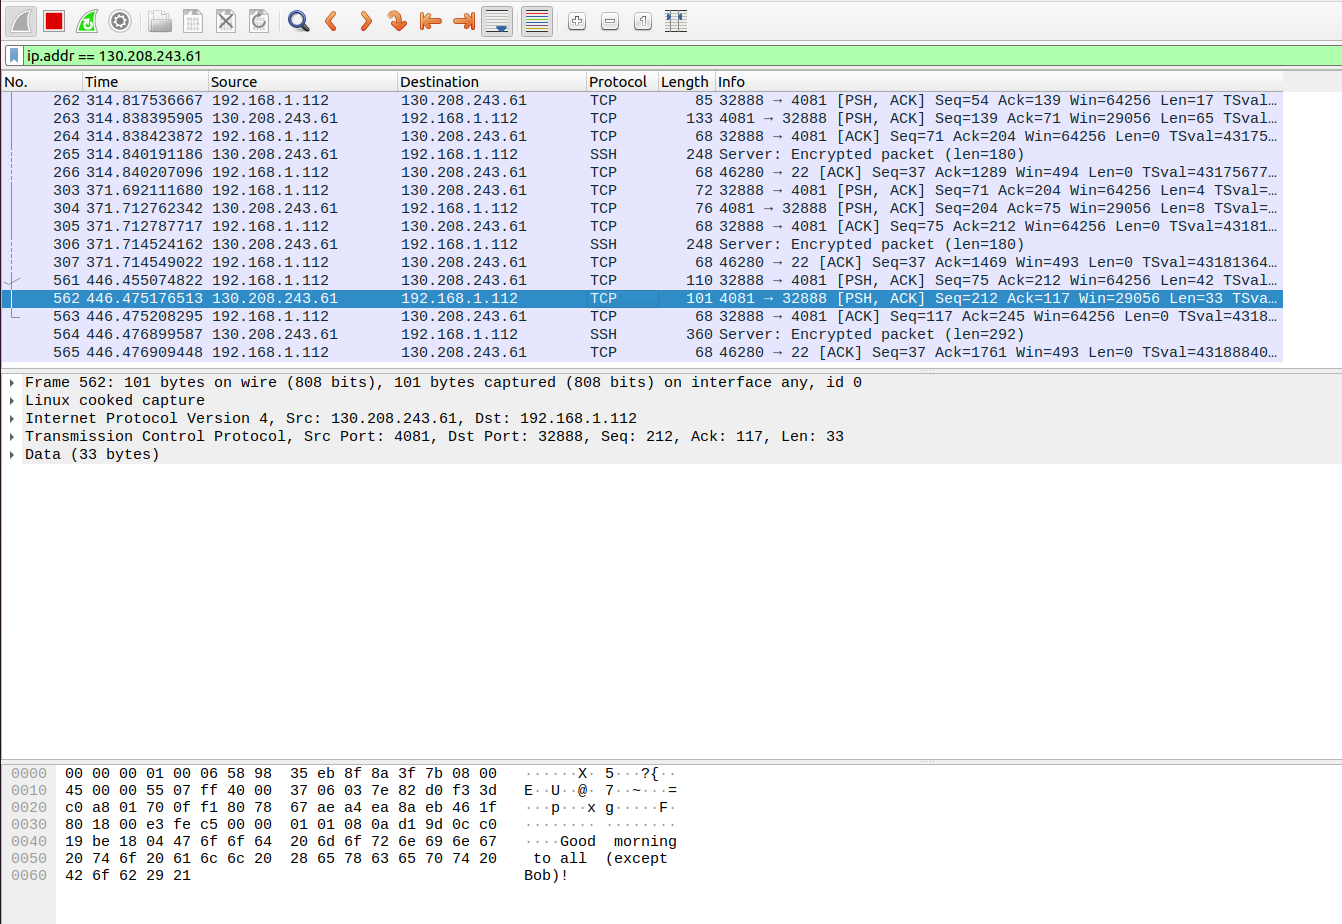 ip.addr == 130.208.243.61
No. Time Source Destination Protocol Length Info
262 314.817536667 192.168.1.112 130.208.243.61 TCP 85 32888 → 4081 [PSH, ACK] Seq=54 Ack=139 Win=64256 Len=17 TSval…
263 314.838395905 130.208.243.61 192.168.1.112 TCP 133 4081 → 32888 [PSH, ACK] Seq=139 Ack=71 Win=29056 Len=65 TSval…
264 314.838423872 192.168.1.112 130.208.243.61 TCP 68 32888 → 4081 [ACK] Seq=71 Ack=204 Win=64256 Len=0 TSval=43175…
265 314.840191186 130.208.243.61 192.168.1.112 SSH 248 Server: Encrypted packet (len=180)
266 314.840207096 192.168.1.112 130.208.243.61 TCP 68 46280 → 22 [ACK] Seq=37 Ack=1289 Win=494 Len=0 TSval=43175677…
303 371.692111680 192.168.1.112 130.208.243.61 TCP 72 32888 → 4081 [PSH, ACK] Seq=71 Ack=204 Win=64256 Len=4 TSval=…
304 371.712762342 130.208.243.61 192.168.1.112 TCP 76 4081 → 32888 [PSH, ACK] Seq=204 Ack=75 Win=29056 Len=8 TSval=…
305 371.712787717 192.168.1.112 130.208.243.61 TCP 68 32888 → 4081 [ACK] Seq=75 Ack=212 Win=64256 Len=0 TSval=43181…
306 371.714524162 130.208.243.61 192.168.1.112 SSH 248 Server: Encrypted packet (len=180)
307 371.714549022 192.168.1.112 130.208.243.61 TCP 68 46280 → 22 [ACK] Seq=37 Ack=1469 Win=493 Len=0 TSval=43181364…
561 446.455074822 192.168.1.112 130.208.243.61 TCP 110 32888 → 4081 [PSH, ACK] Seq=75 Ack=212 Win=64256 Len=42 TSval…
562 446.475176513 130.208.243.61 192.168.1.112 TCP 101 4081 → 32888 [PSH, ACK] Seq=212 Ack=117 Win=29056 Len=33 TSva…
563 446.475208295 192.168.1.112 130.208.243.61 TCP 68 32888 → 4081 [ACK] Seq=117 Ack=245 Win=64256 Len=0 TSval=4318…
564 446.476899587 130.208.243.61 192.168.1.112 SSH 360 Server: Encrypted packet (len=292)
565 446.476909448 192.168.1.112 130.208.243.61 TCP 68 46280 → 22 [ACK] Seq=37 Ack=1761 Win=493 Len=0 TSval=43188840…
Frame 562: 101 bytes on wire (808 bits), 101 bytes captured (808 bits) on interface any, id 0
Linux cooked capture
Internet Protocol Version 4, Src: 130.208.243.61, Dst: 192.168.1.112
Transmission Control Protocol, Src Port: 4081, Dst Port: 32888, Seq: 212, Ack: 117, Len: 33
Data (33 bytes)
0000 00 00 00 01 00 06 58 98 35 eb 8f 8a 3f 7b 08 00 ······X· 5···?{··
0010 45 00 00 55 07 ff 40 00 37 06 03 7e 82 d0 f3 3d E··U··@· 7··~···=
0020 c0 a8 01 70 0f f1 80 78 67 ae a4 ea 8a eb 46 1f ···p···x g·····F·
0030 80 18 00 e3 fe c5 00 00 01 01 08 0a d1 9d 0c c0 ········ ········
0040 19 be 18 04 47 6f 6f 64 20 6d 6f 72 6e 69 6e 67 ····Good morning
0050 20 74 6f 20 61 6c 6c 20 28 65 78 63 65 70 74 20 to all (except
0060 42 6f 62 29 21 Bob)!